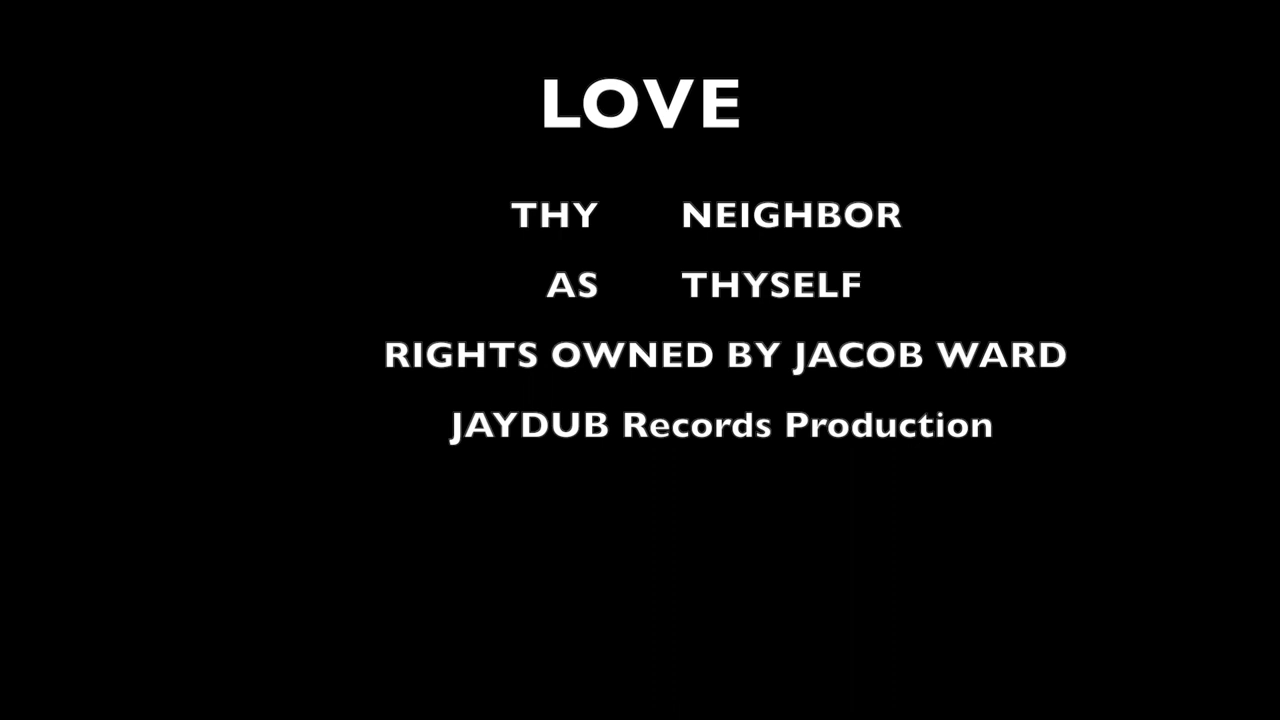 LOVE
THY NEIGHBOR
AS THYSELF
RIGHTS OWNED BY JACOB WARD
JAYDUB Records Production